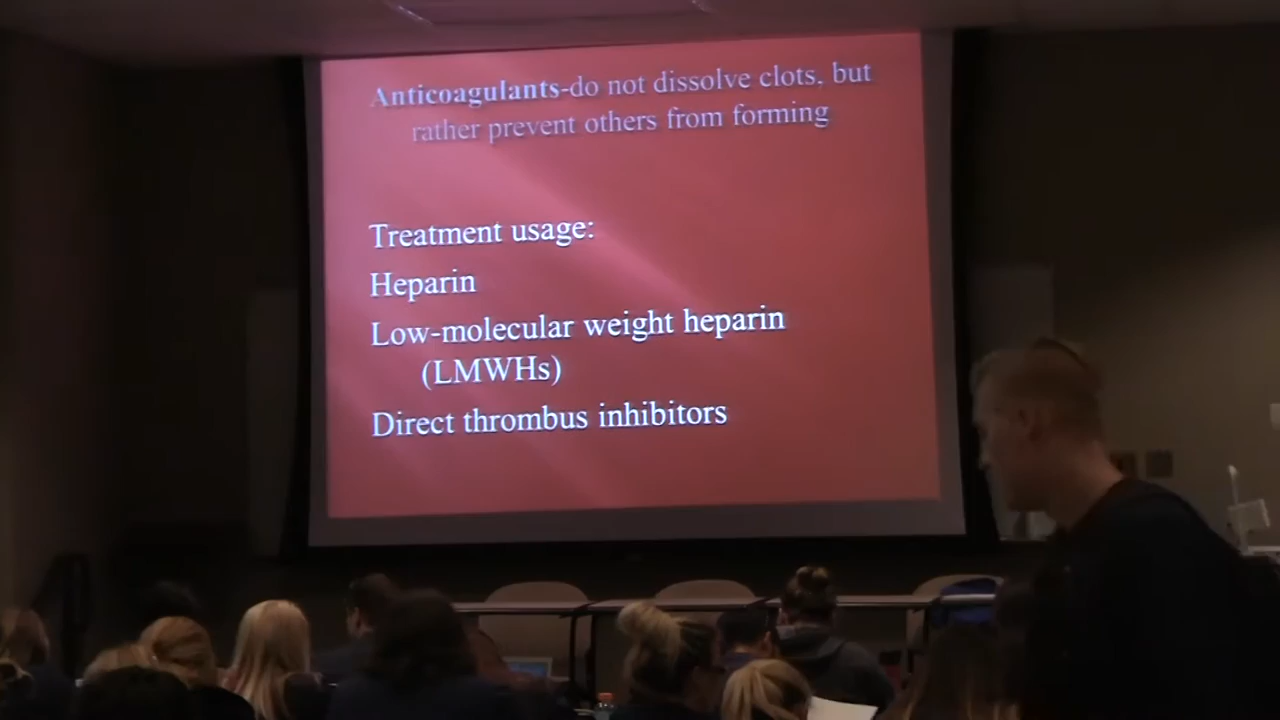 Anticoagulants-do not dissolve clots, but
rather prevent others from forming
Treatment usage:
Heparin
Low-molecular weight heparin
(LMWHs)
Direct thrombus inhibitors